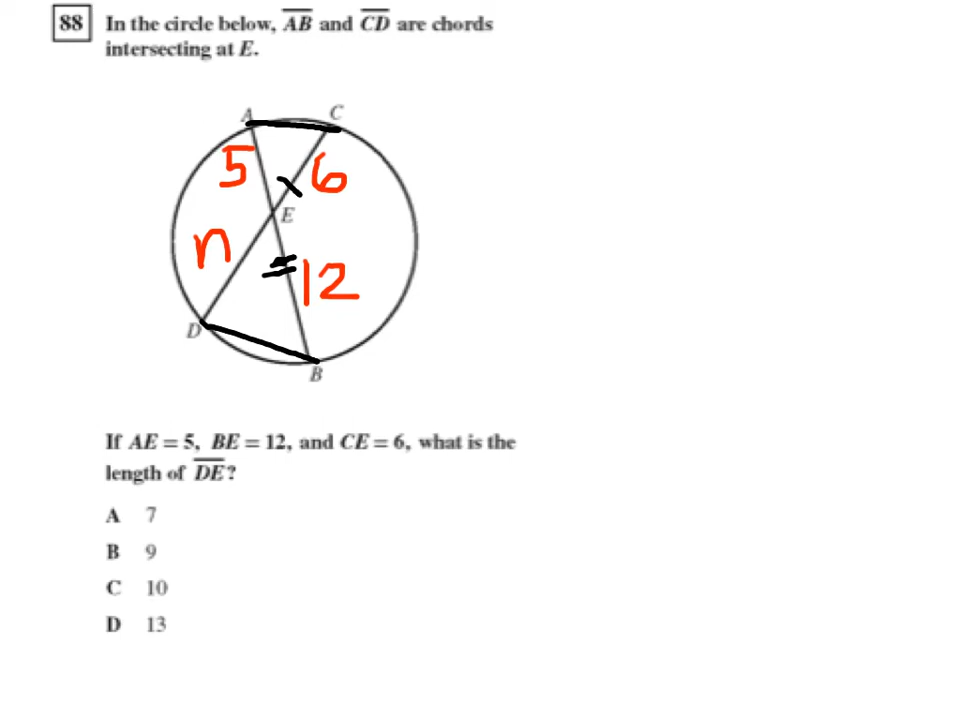 88 In the circle below, AB and CD are chords
intersecting at E.
A C
5 6
E
n
12
D
B
If AE = 5, BE = 12, and CE = 6, what is the
length of DE?
A 7
B 9
C 10
D 13